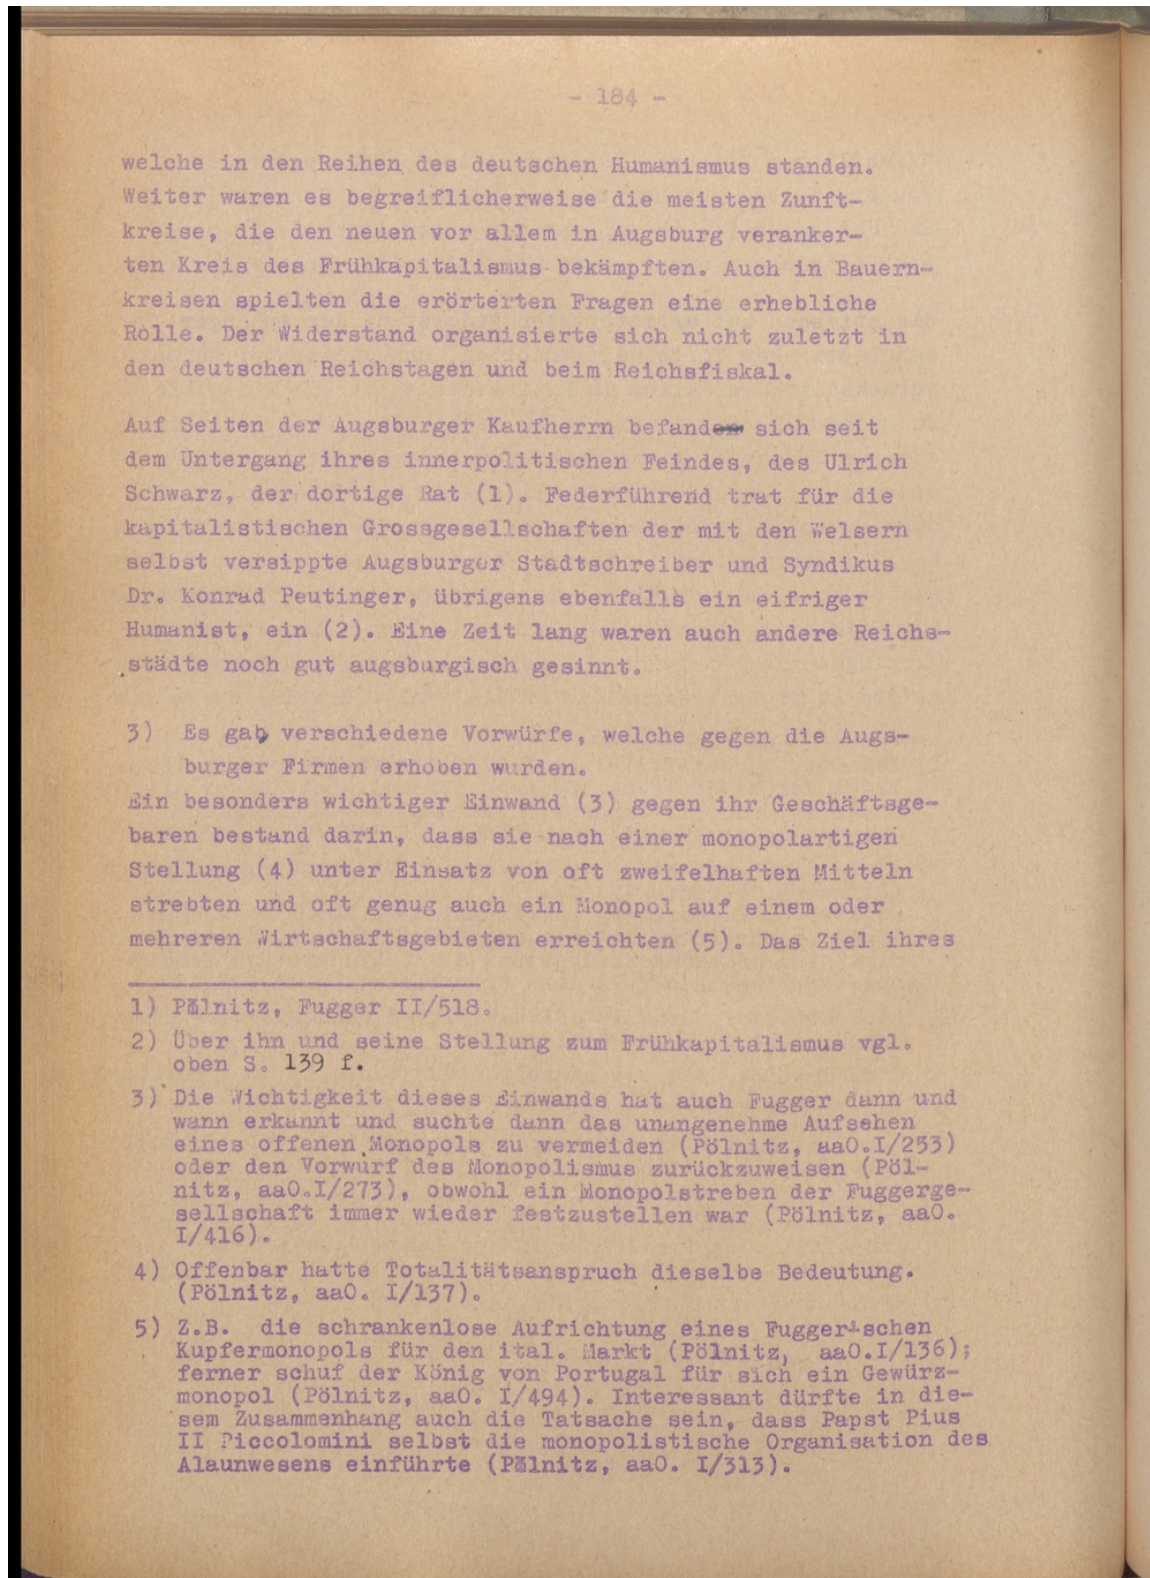 - 184 -
welche in den Reihen des deutschen Humanismus standen.
Weiter waren es begreiflicherweise die meisten Zunft-
kreise, die den neuen vor allem in Augsburg veranker-
ten Kreis des Frühkapitalismus bekämpften. Auch in Bauern-
kreisen spielten die erörterten Fragen eine erhebliche
Rolle. Der Widerstand organisierte sich nicht zuletzt in
den deutschen Reichstagen und beim Reichsfiskal.
Auf Seiten der Augsburger Kaufherrn befand sich seit
dem Untergang ihres innerpolitischen Feindes, des Ulrich
Schwarz, der dortige Rat (1). Federführend trat für die
kapitalistischen Grossgesellschaften der mit den Welsern
selbst versippte Augsburger Stadtschreiber und Syndikus
Dr. Konrad Peutinger, übrigens ebenfalls ein eifriger
Humanist, ein (2). Eine Zeit lang waren auch andere Reichs-
städte noch gut augsburgisch gesinnt.
3) Es gab verschiedene Vorwürfe, welche gegen die Augs-
burger Firmen erhoben wurden.
Ein besonders wichtiger Einwand (3) gegen ihr Geschäftsge-
baren bestand darin, dass sie nach einer monopolartigen
Stellung (4) unter Einsatz von oft zweifelhaften Mitteln
strebten und oft genug auch ein Monopol auf einem oder
mehreren Wirtschaftsgebieten erreichten (5). Das Ziel ihres
1) Pölnitz, Fugger II/518.
2) Über ihn und seine Stellung zum Frühkapitalismus vgl.
oben S. 139 f.
3) Die Wichtigkeit dieses Einwands hat auch Fugger dann und
wann erkannt und suchte dann das unangenehme Aufsehen
eines offenen Monopols zu vermeiden (Pölnitz, aaO.I/253)
oder den Vorwurf des Monopolismus zurückzuweisen (Pöl-
nitz, aaO.I/273), obwohl ein Monopolstreben der Fuggerge-
sellschaft immer wieder festzustellen war (Pölnitz, aaO.
I/416).
4) Offenbar hatte Totalitätsanspruch dieselbe Bedeutung.
(Pölnitz, aaO. I/137).
5) Z.B. die schrankenlose Aufrichtung eines Fugger'schen
Kupfermonopols für den ital. Markt (Pölnitz, aaO.I/136);
ferner schuf der König von Portugal für sich ein Gewürz-
monopol (Pölnitz, aaO. I/494). Interessant dürfte in die-
sem Zusammenhang auch die Tatsache sein, dass Papst Pius
II Piccolomini selbst die monopolistische Organisation des
Alaunwesens einführte (Pölnitz, aaO. I/313).